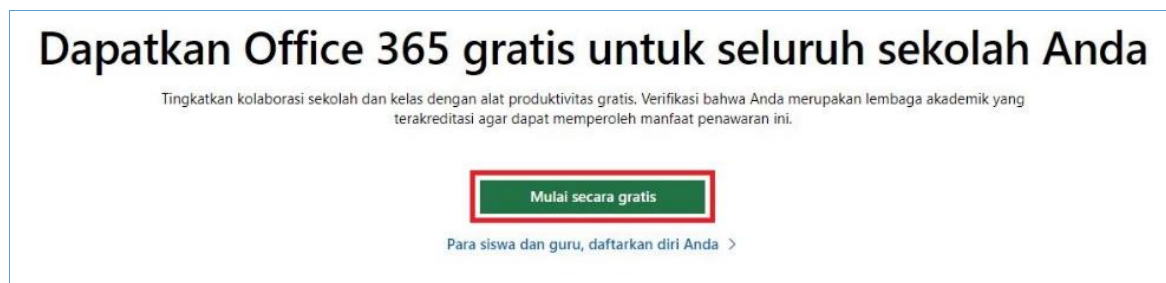 Dapatkan Office 365 gratis untuk seluruh sekolah Anda
Tingkatkan kolaborasi sekolah dan kelas dengan alat produktivitas gratis. Verifikasi bahwa Anda merupakan lembaga akademik yang
terakreditasi agar dapat memperoleh manfaat penawaran ini.
Mulai secara gratis
Para siswa dan guru, daftarkan diri Anda >